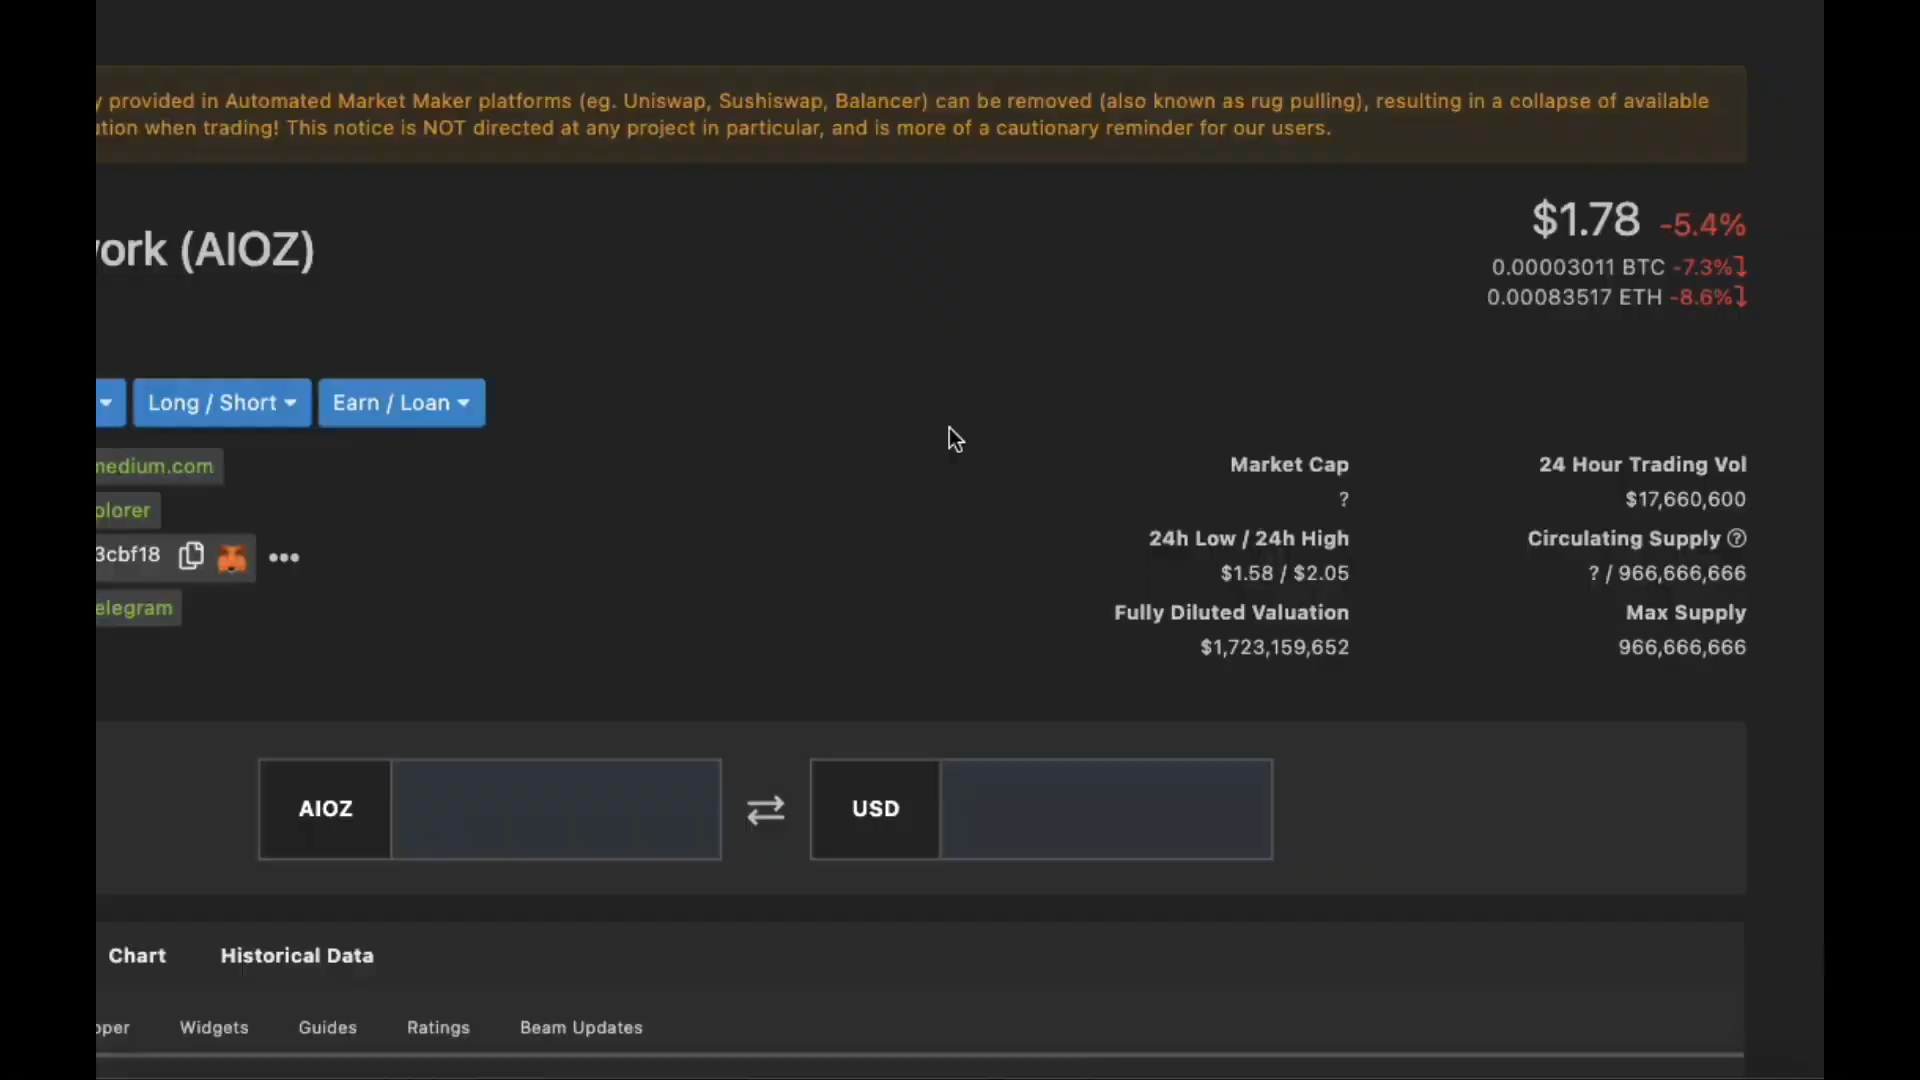 y provided in Automated Market Maker platforms (eg. Uniswap, Sushiswap, Balancer) can be removed (also known as rug pulling), resulting in a collapse of available
ution when trading! This notice is NOT directed at any project in particular, and is more of a cautionary reminder for our users.
ork (AIOZ)
$1.78 -5.4%
0.00003011 BTC -7.3%
0.00083517 ETH -8.6%
Long / Short
Earn / Loan
medium.com
plorer
3cbf18
elegram
Market Cap
?
24h Low / 24h High
$1.58 / $2.05
Fully Diluted Valuation
$1,723,159,652
24 Hour Trading Vol
$17,660,600
Circulating Supply ?
? / 966,666,666
Max Supply
966,666,666
AIOZ
USD
Chart Historical Data
oper Widgets Guides Ratings Beam Updates